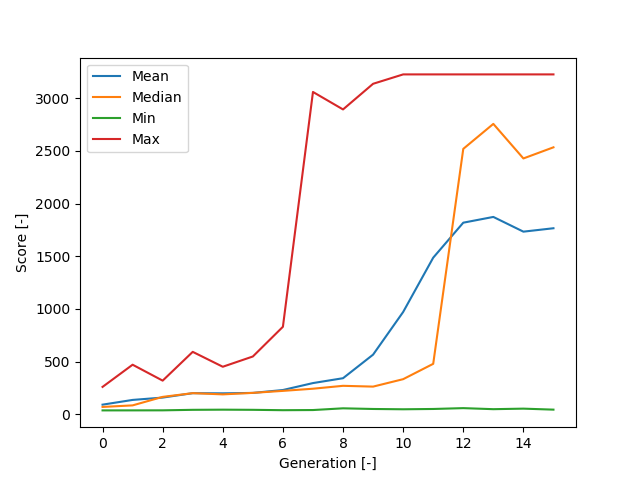 Mean
Median
Min
Max
3000
2500
2000
1500
1000
500
0
Score [-]
0 2 4 6 8 10 12 14
Generation [-]